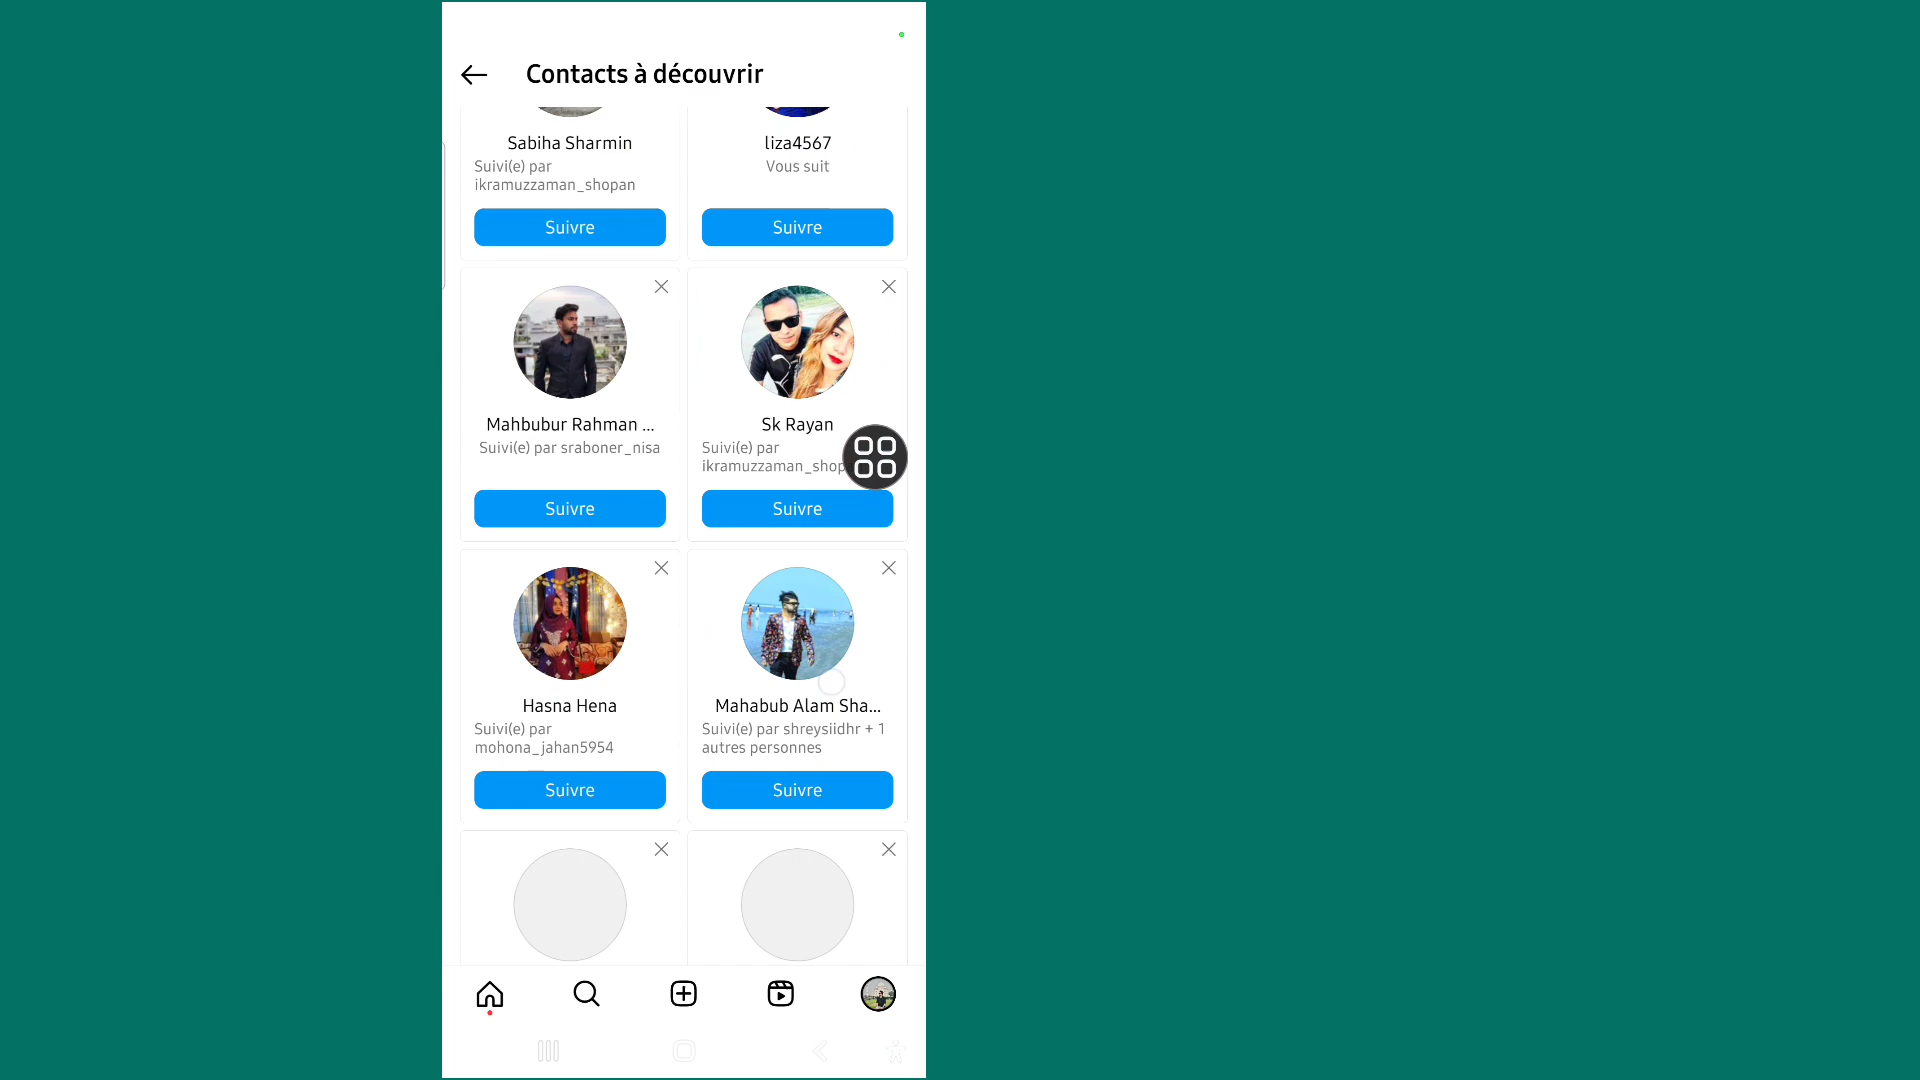 Contacts à découvrir
Sabiha Sharmin
Suivi(e) par
ikramuzzaman_shopan
Suivre
liza4567
Vous suit
Suivre
Mahbubur Rahman ...
Suivi(e) par sraboner_nisa
Suivre
Sk Rayan
Suivi(e) par
ikramuzzaman_shop
Suivre
Hasna Hena
Suivi(e) par
mohona_jahan5954
Suivre
Mahabub Alam Sha...
Suivi(e) par shreysiidhr + 1
autres personnes
Suivre